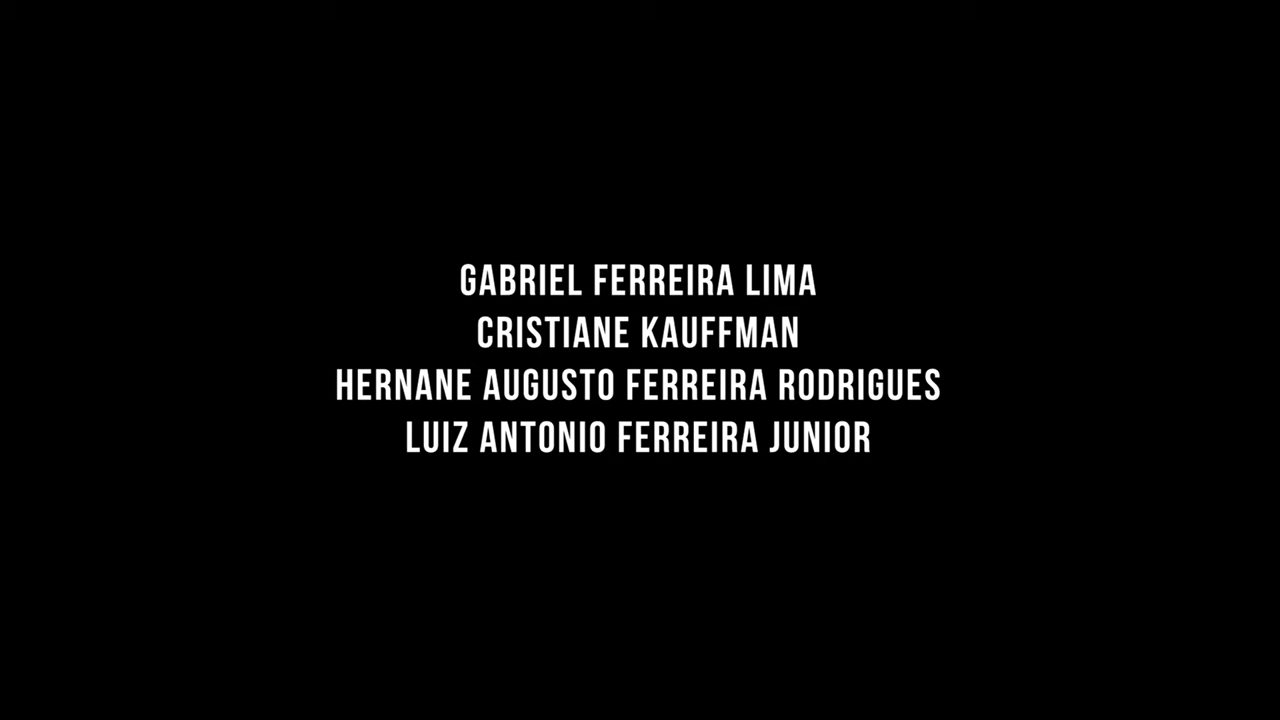 GABRIEL FERREIRA LIMA
CRISTIANE KAUFFMAN
HERNANE AUGUSTO FERREIRA RODRIGUES
LUIZ ANTONIO FERREIRA JUNIOR